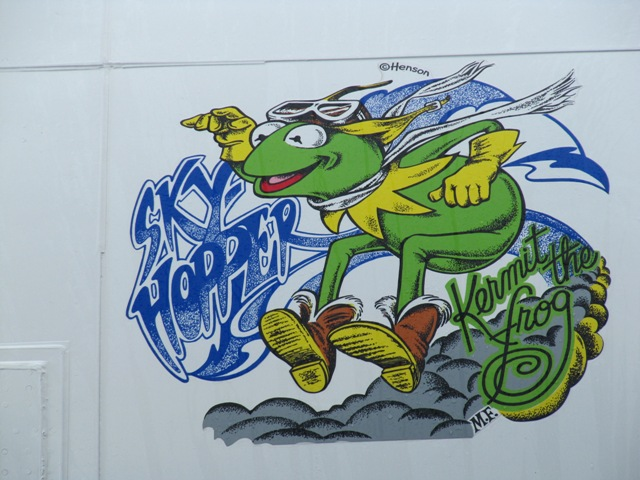 ©Henson
SKY-
HOPPER
Kermit the
frog
M.F.